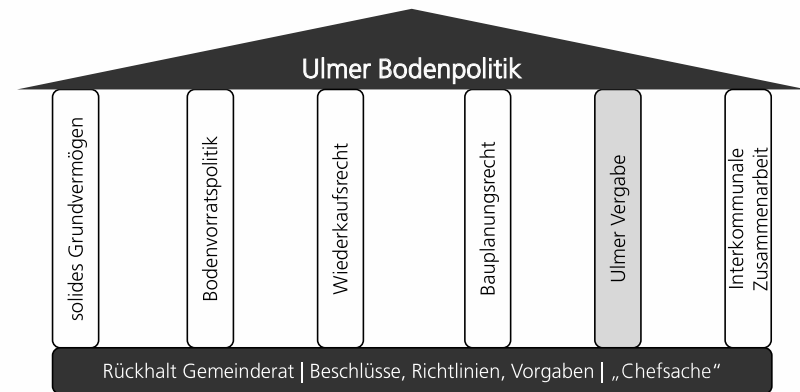 Ulmer Bodenpolitik
solides Grundvermögen
Bodenvorratspolitik
Wiederkaufsrecht
Bauplanungsrecht
Ulmer Vergabe
Interkommunale
Zusammenarbeit
Rückhalt Gemeinderat | Beschlüsse, Richtlinien, Vorgaben | „Chefsache“